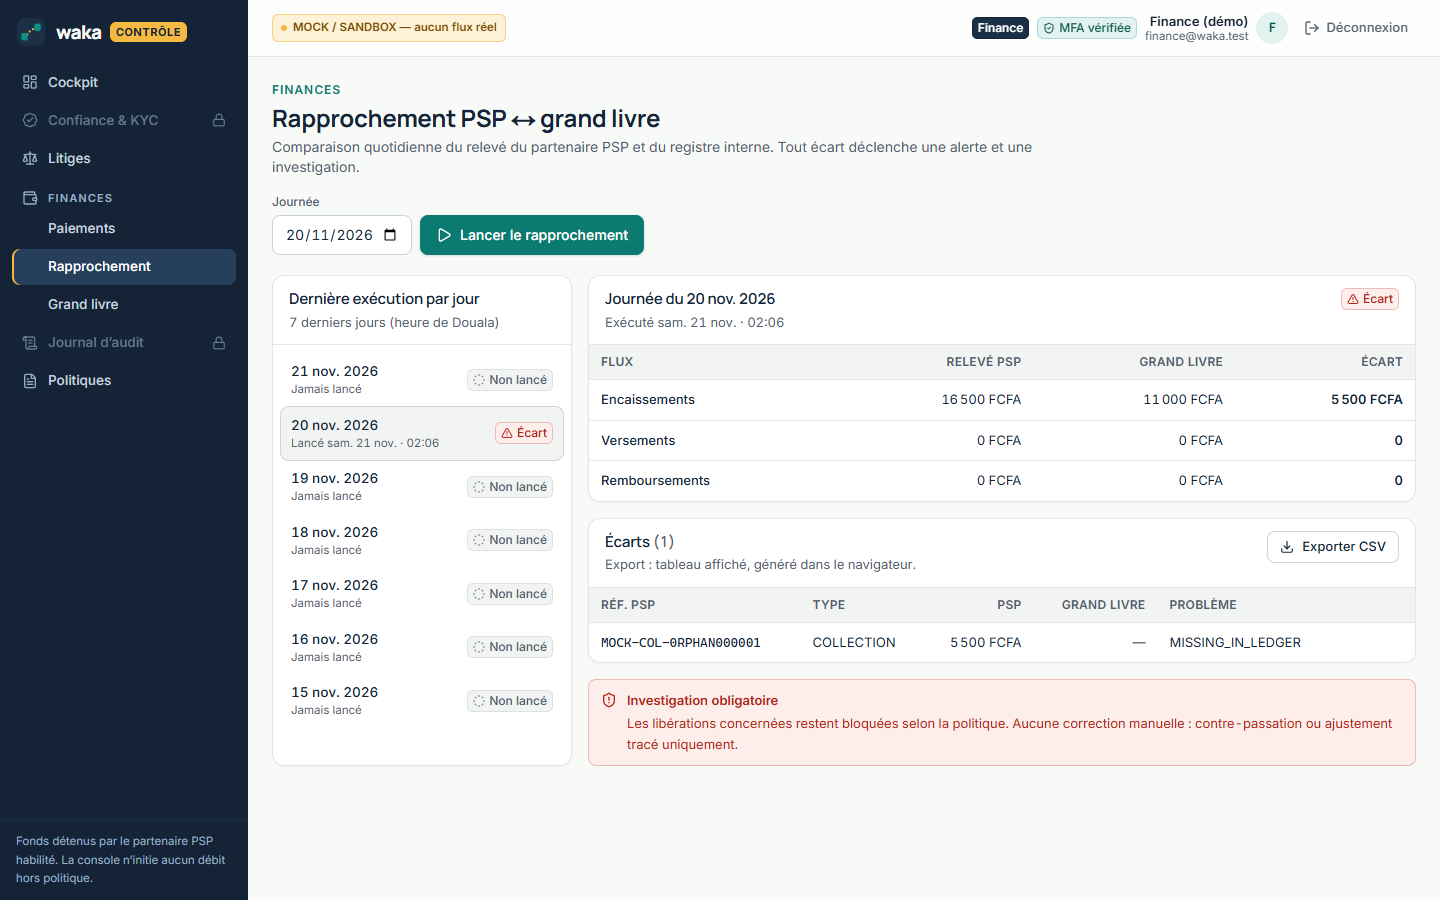 waka CONTRÔLE
Cockpit
Confiance & KYC
Litiges
FINANCES
Paiements
Rapprochement
Grand livre
Journal d'audit
Politiques
Fonds détenus par le partenaire PSP
habilité. La console n'initie aucun débit
hors politique.
MOCK / SANDBOX — aucun flux réel
Finance
MFA vérifiée
Finance (démo)
finance@waka.test
F
Déconnexion
FINANCES
Rapprochement PSP ↔ grand livre
Comparaison quotidienne du relevé du partenaire PSP et du registre interne. Tout écart déclenche une alerte et une
investigation.
Journée
20/11/2026
Lancer le rapprochement
Dernière exécution par jour
7 derniers jours (heure de Douala)
21 nov. 2026
Jamais lancé
Non lancé
20 nov. 2026
Lancé sam. 21 nov. · 02:06
Écart
19 nov. 2026
Jamais lancé
Non lancé
18 nov. 2026
Jamais lancé
Non lancé
17 nov. 2026
Jamais lancé
Non lancé
16 nov. 2026
Jamais lancé
Non lancé
15 nov. 2026
Jamais lancé
Non lancé
Journée du 20 nov. 2026
Exécuté sam. 21 nov. · 02:06
Écart
FLUX RELEVÉ PSP GRAND LIVRE ÉCART
Encaissements 16 500 FCFA 11 000 FCFA 5 500 FCFA
Versements 0 FCFA 0 FCFA 0
Remboursements 0 FCFA 0 FCFA 0
Écarts (1)
Export : tableau affiché, généré dans le navigateur.
Exporter CSV
RÉF. PSP TYPE PSP GRAND LIVRE PROBLÈME
MOCK-COL-0RPHAN000001 COLLECTION 5 500 FCFA — MISSING_IN_LEDGER
Investigation obligatoire
Les libérations concernées restent bloquées selon la politique. Aucune correction manuelle : contre-passation ou ajustement
tracé uniquement.